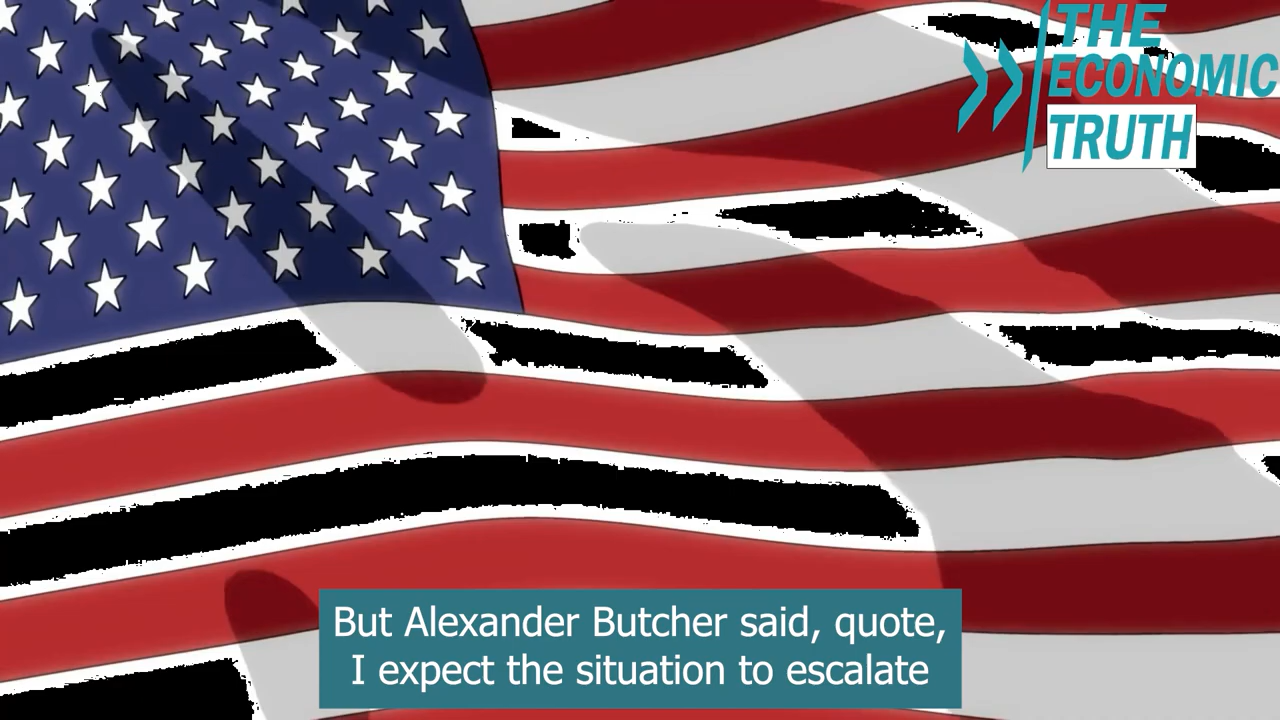 THE
ECONOMIC
TRUTH
But Alexander Butcher said, quote,
I expect the situation to escalate